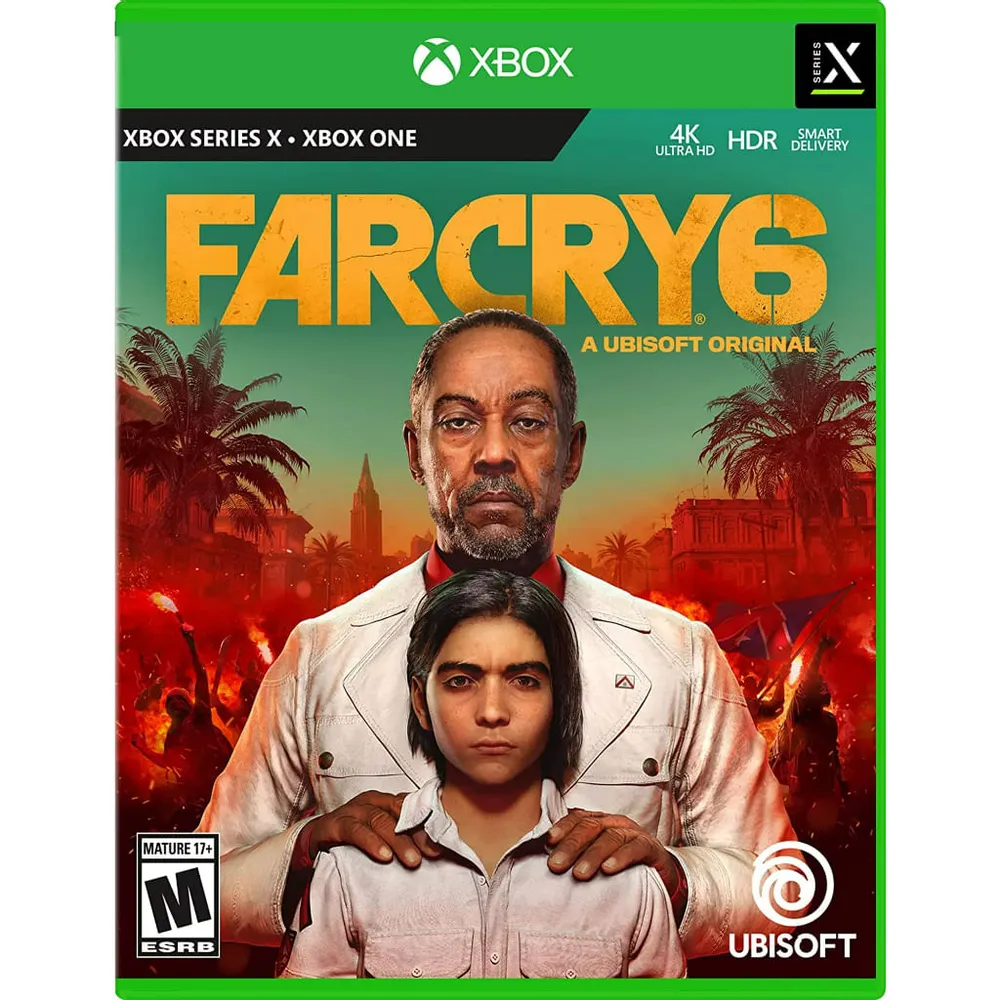 XBOX
SERIES X
XBOX SERIES X • XBOX ONE
4K
ULTRA HD
HDR
SMART
DELIVERY
FARCRY6
®
A UBISOFT ORIGINAL
MATURE 17+
M
ESRB
UBISOFT